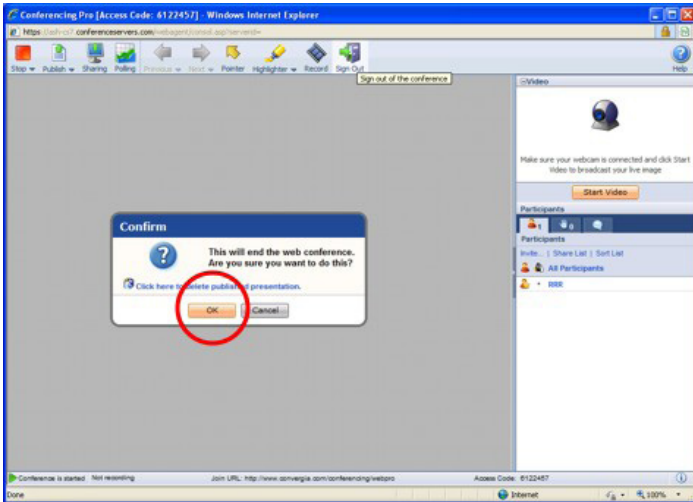 Conferencing Pro [Access Code: 6122457] - Windows Internet Explorer
Stop Publish Sharing Polling Previous Next Pointer Highlighter Record Sign Out Help
Sign out of the conference
Video
Make sure your webcam is connected and click Start
Video to broadcast your live image
Start Video
Participants
1 0
Participants
Invite... | Share List | Sort List
All Participants
Confirm
This will end the web conference.
Are you sure you want to do this?
Click here to delete published presentation.
OK Cancel
Conference is started Not recording Join URL: http://www.convergia.com/conferencing/webpro Access Code: 6122457
Done Internet 100%